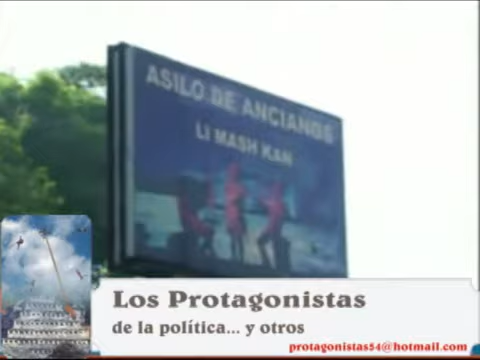 ASILO DE ANCIANOS
LI MASH KAN
Los Protagonistas
de la política... y otros
protagonistas54@hotmail.com